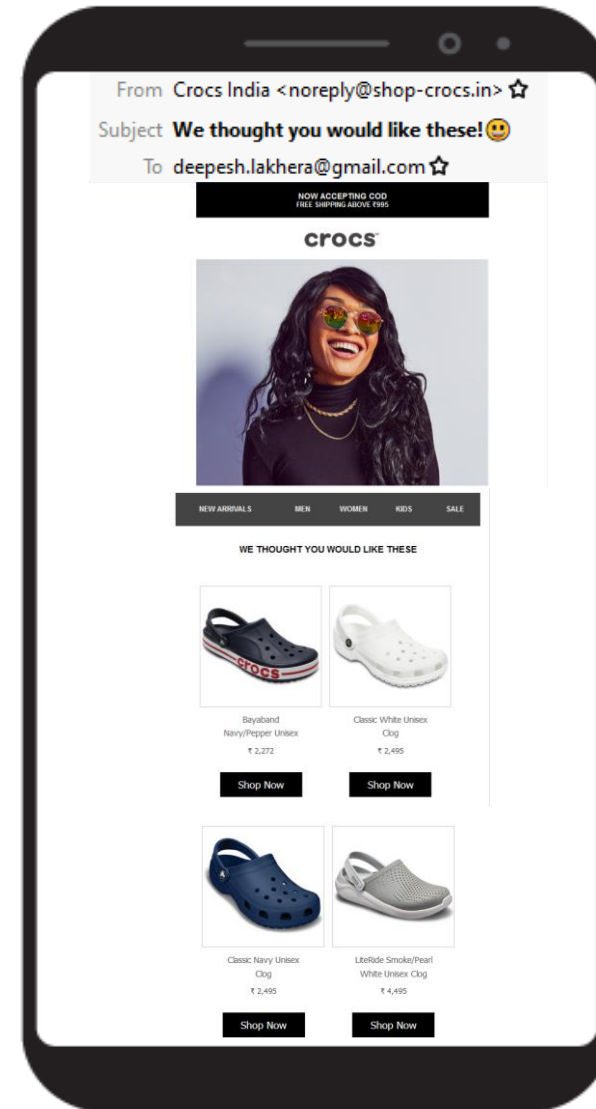 From Crocs India <noreply@shop-crocs.in>
Subject We thought you would like these!😃
To deepesh.lakhera@gmail.com
NOW ACCEPTING COD
FREE SHIPPING ABOVE ₹995
crocs™
NEW ARRIVALS MEN WOMEN KIDS SALE
WE THOUGHT YOU WOULD LIKE THESE
crocs
Bayaband
Navy/Pepper Unisex
₹ 2,272
Shop Now
Classic White Unisex
Clog
₹ 2,495
Shop Now
Classic Navy Unisex
Clog
₹ 2,495
Shop Now
LiteRide Smoke/Pearl
White Unisex Clog
₹ 4,495
Shop Now